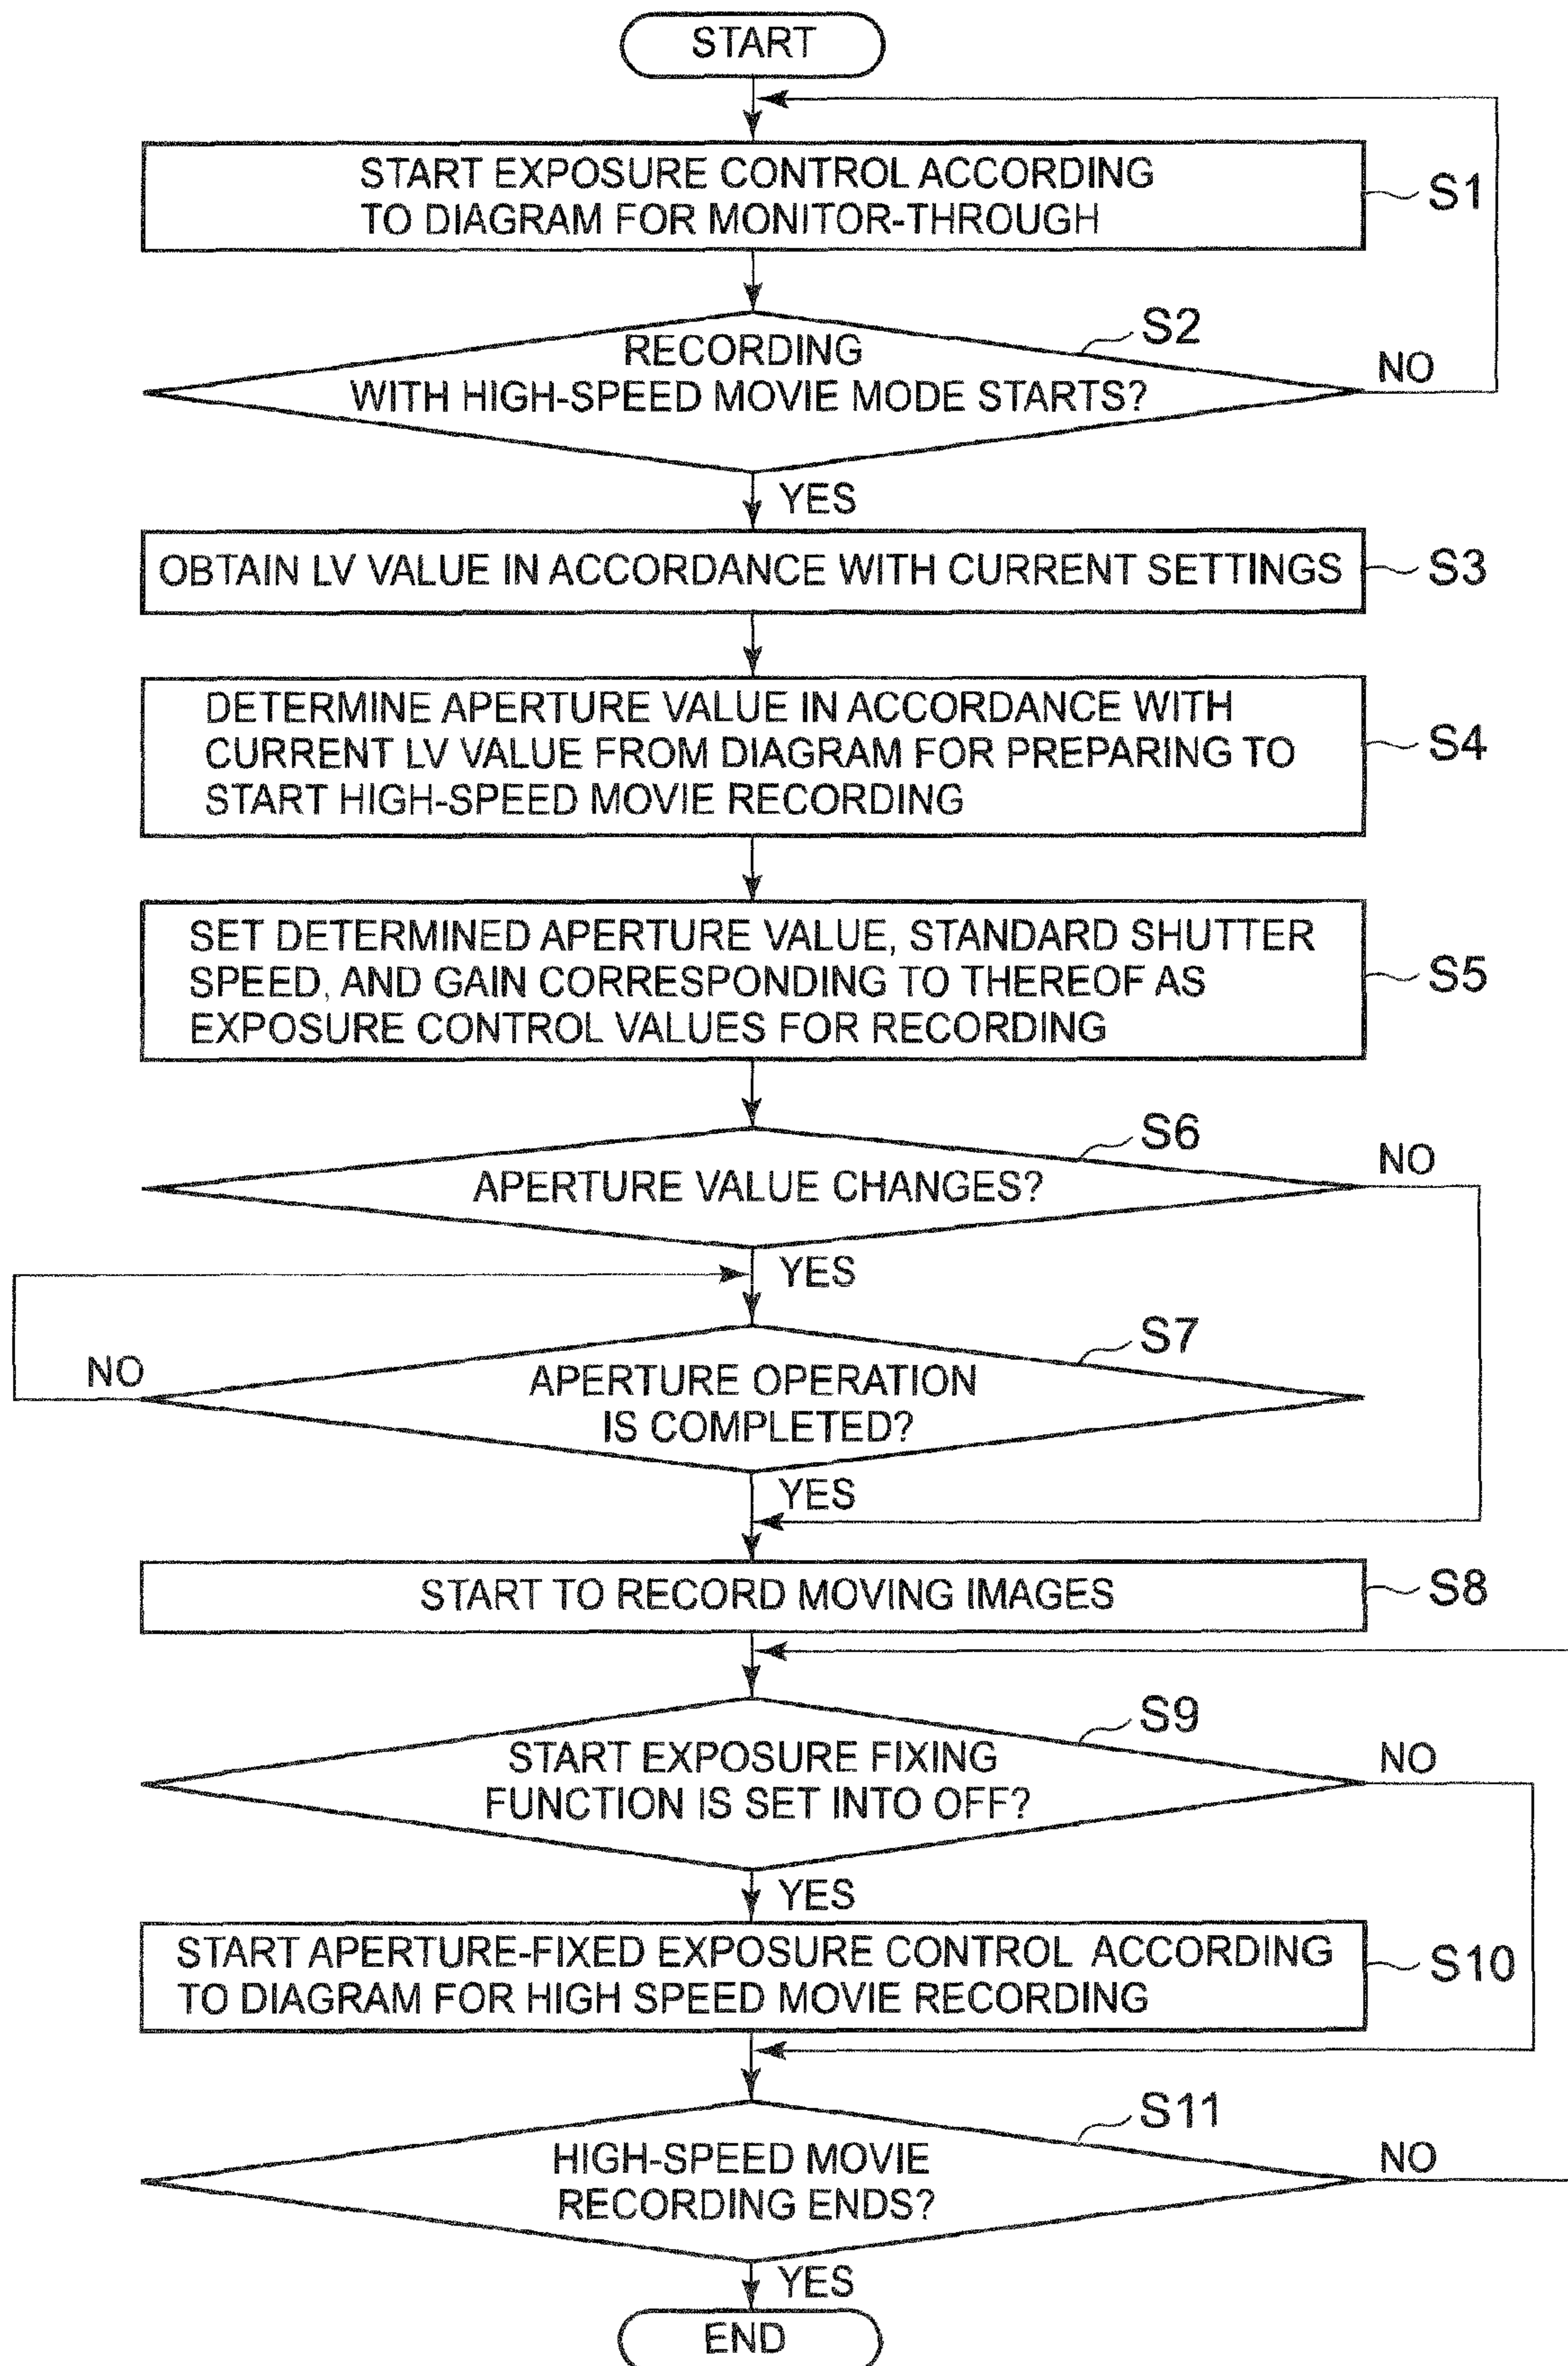 START
START EXPOSURE CONTROL ACCORDING
TO DIAGRAM FOR MONITOR-THROUGH
S1
S2
RECORDING
WITH HIGH-SPEED MOVIE MODE STARTS?
NO
YES
OBTAIN LV VALUE IN ACCORDANCE WITH CURRENT SETTINGS
S3
DETERMINE APERTURE VALUE IN ACCORDANCE WITH
CURRENT LV VALUE FROM DIAGRAM FOR PREPARING TO
START HIGH-SPEED MOVIE RECORDING
S4
SET DETERMINED APERTURE VALUE, STANDARD SHUTTER
SPEED, AND GAIN CORRESPONDING TO THEREOF AS
EXPOSURE CONTROL VALUES FOR RECORDING
S5
S6
APERTURE VALUE CHANGES?
NO
YES
S7
NO
APERTURE OPERATION
IS COMPLETED?
YES
START TO RECORD MOVING IMAGES
S8
S9
START EXPOSURE FIXING
FUNCTION IS SET INTO OFF?
NO
YES
START APERTURE-FIXED EXPOSURE CONTROL ACCORDING
TO DIAGRAM FOR HIGH SPEED MOVIE RECORDING
S10
S11
HIGH-SPEED MOVIE
RECORDING ENDS?
NO
YES
END